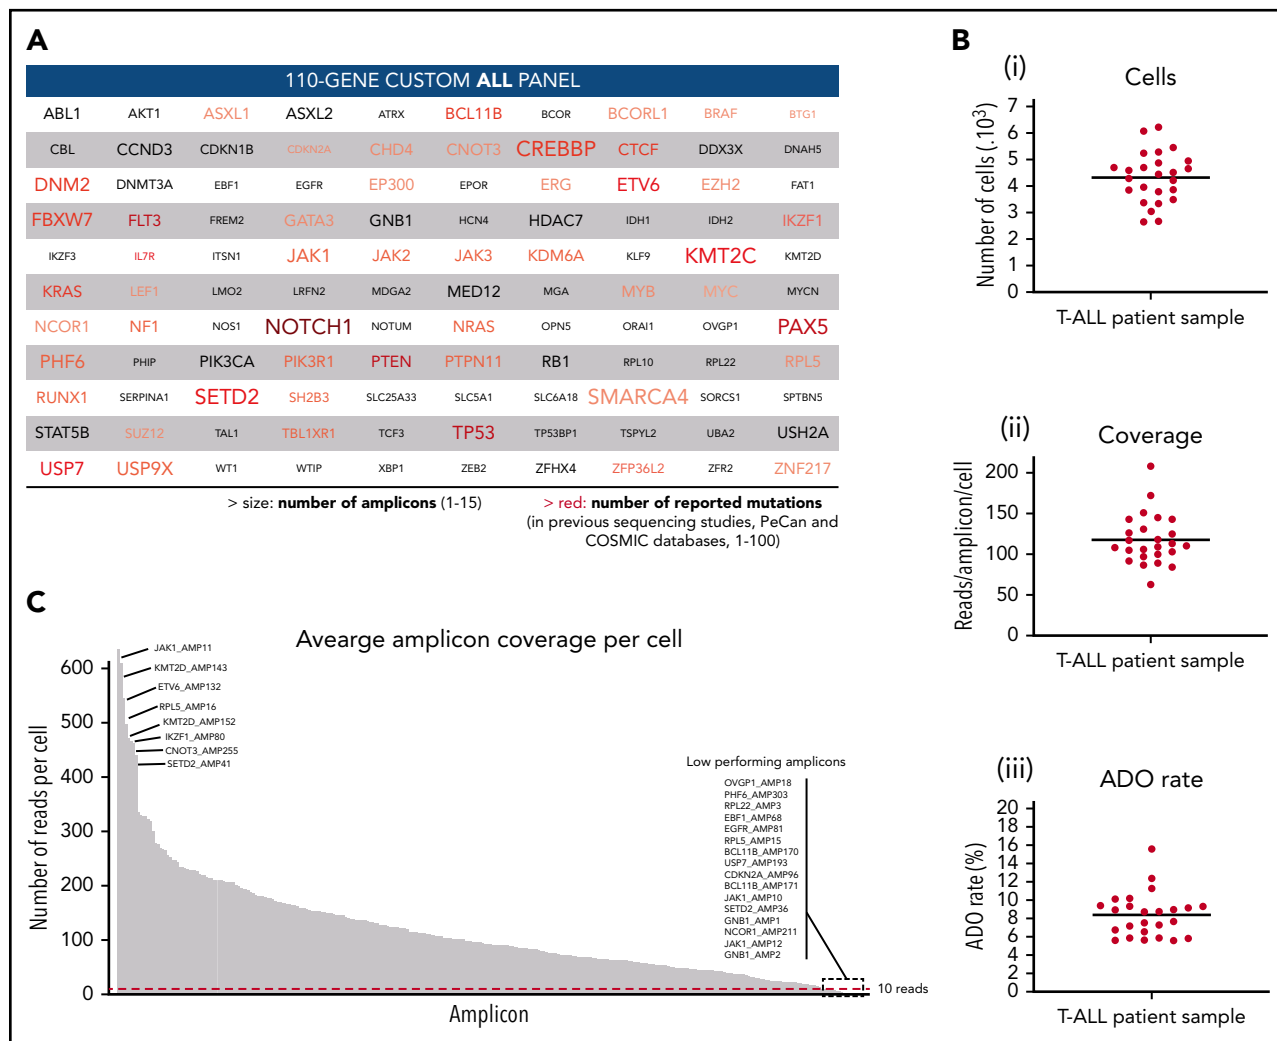 A
110-GENE CUSTOM ALL PANEL
ABL1 AKT1 ASXL1 ASXL2 ATRX BCL11B BCOR BCORL1 BRAF BTG1
CBL CCND3 CDKN1B CDKN2A CHD4 CNOT3 CREBBP CTCF DDX3X DNAH5
DNM2 DNMT3A EBF1 EGFR EP300 EPOR ERG ETV6 EZH2 FAT1
FBXW7 FLT3 FREM2 GATA3 GNB1 HCN4 HDAC7 IDH1 IDH2 IKZF1
IKZF3 IL7R ITSN1 JAK1 JAK2 JAK3 KDM6A KLF9 KMT2C KMT2D
KRAS LEF1 LMO2 LRFN2 MDGA2 MED12 MGA MYB MYC MYCN
NCOR1 NF1 NOS1 NOTCH1 NOTUM NRAS OPN5 ORAI1 OVGP1 PAX5
PHF6 PHIP PIK3CA PIK3R1 PTEN PTPN11 RB1 RPL10 RPL22 RPL5
RUNX1 SERPINA1 SETD2 SH2B3 SLC25A33 SLC5A1 SLC6A18 SMARCA4 SORCS1 SPTBN5
STAT5B SUZ12 TAL1 TBL1XR1 TCF3 TP53 TP53BP1 TSPYL2 UBA2 USH2A
USP7 USP9X WT1 WTIP XBP1 ZEB2 ZFHX4 ZFP36L2 ZFR2 ZNF217
> size: number of amplicons (1-15)
> red: number of reported mutations
(in previous sequencing studies, PeCan and
COSMIC databases, 1-100)
B
(i)
Cells
Number of cells (.10³)
7
6
5
4
3
2
1
0
T-ALL patient sample
(ii)
Coverage
Reads/amplicon/cell
200
150
100
50
0
T-ALL patient sample
(iii)
ADO rate
ADO rate (%)
20
18
16
14
12
10
8
6
4
2
0
T-ALL patient sample
C
Avearge amplicon coverage per cell
Number of reads per cell
600
500
400
300
200
100
0
JAK1_AMP11
KMT2D_AMP143
ETV6_AMP132
RPL5_AMP16
KMT2D_AMP152
IKZF1_AMP80
CNOT3_AMP255
SETD2_AMP41
Low performing amplicons
OVGP1_AMP18
PHF6_AMP303
RPL22_AMP3
EBF1_AMP68
EGFR_AMP81
RPL5_AMP15
BCL11B_AMP170
USP7_AMP193
CDKN2A_AMP96
BCL11B_AMP171
JAK1_AMP10
SETD2_AMP36
GNB1_AMP1
NCOR1_AMP211
JAK1_AMP12
GNB1_AMP2
10 reads
Amplicon